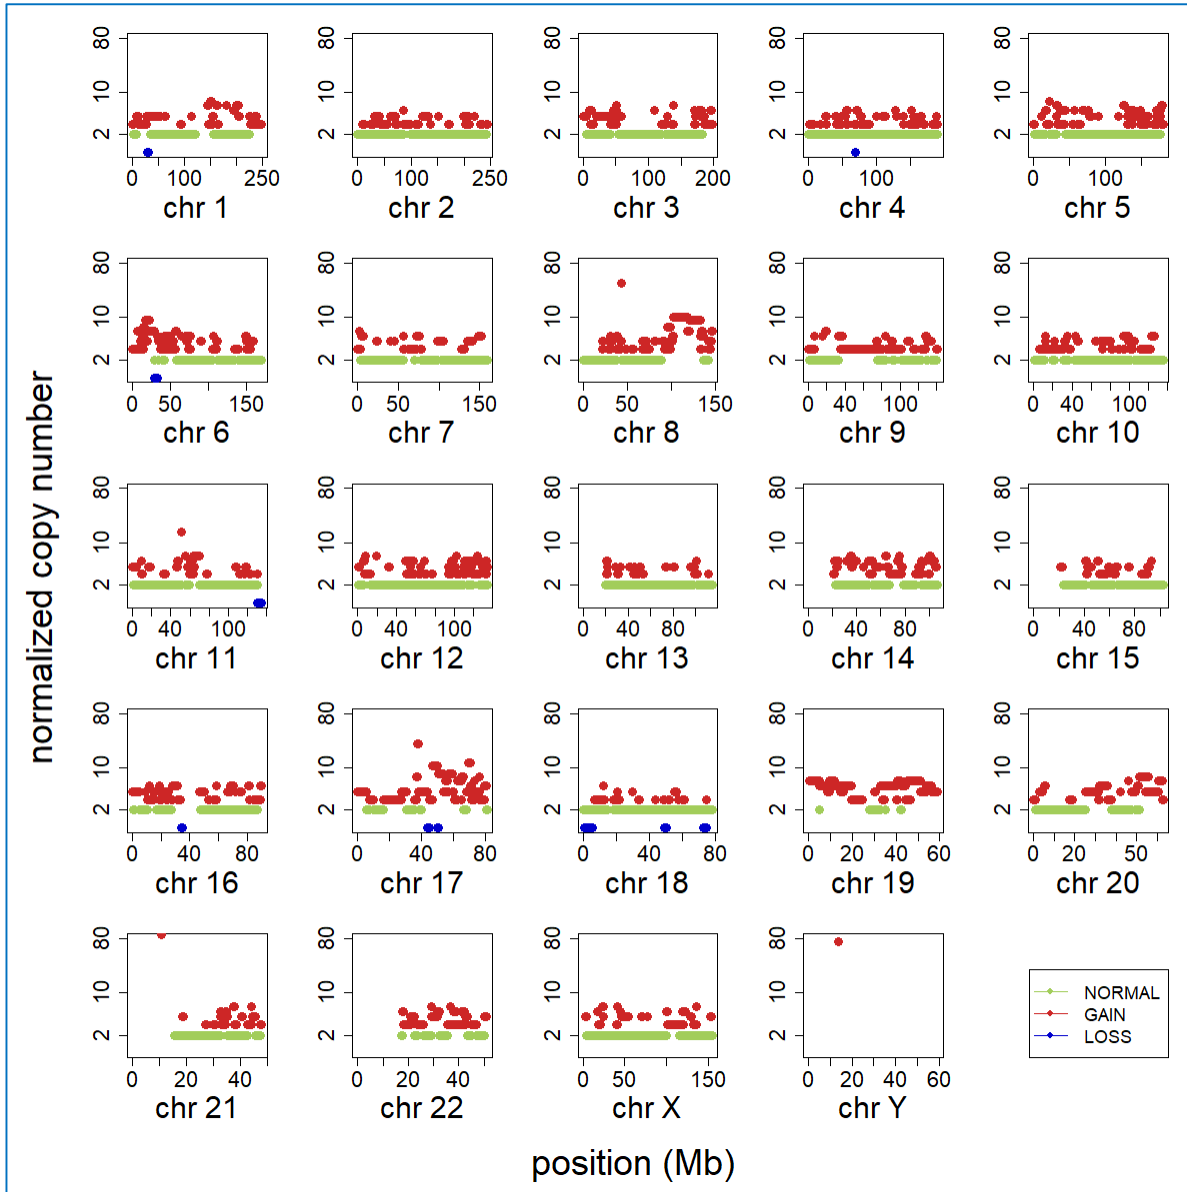 normalized copy number
80
10
2
0 100 250
chr 1
80
10
2
0 100 250
chr 2
80
10
2
0 100 200
chr 3
80
10
2
0 100
chr 4
80
10
2
0 100
chr 5
80
10
2
0 50 150
chr 6
80
10
2
0 40 100 160
chr 7
80
10
2
0 50 150
chr 8
80
10
2
0 40 100
chr 9
80
10
2
0 40 100
chr 10
80
10
2
0 40 100
chr 11
80
10
2
0 40 100
chr 12
80
10
2
0 40 80
chr 13
80
10
2
0 40 80
chr 14
80
10
2
0 40 80
chr 15
80
10
2
0 40 80
chr 16
80
10
2
0 40 80
chr 17
80
10
2
0 40 80
chr 18
80
10
2
0 20 40 60
chr 19
80
10
2
0 20 50
chr 20
80
10
2
0 20 40
chr 21
80
10
2
0 20 40
chr 22
80
10
2
0 50 150
chr X
80
10
2
0 20 40 60
chr Y
NORMAL
GAIN
LOSS
position (Mb)